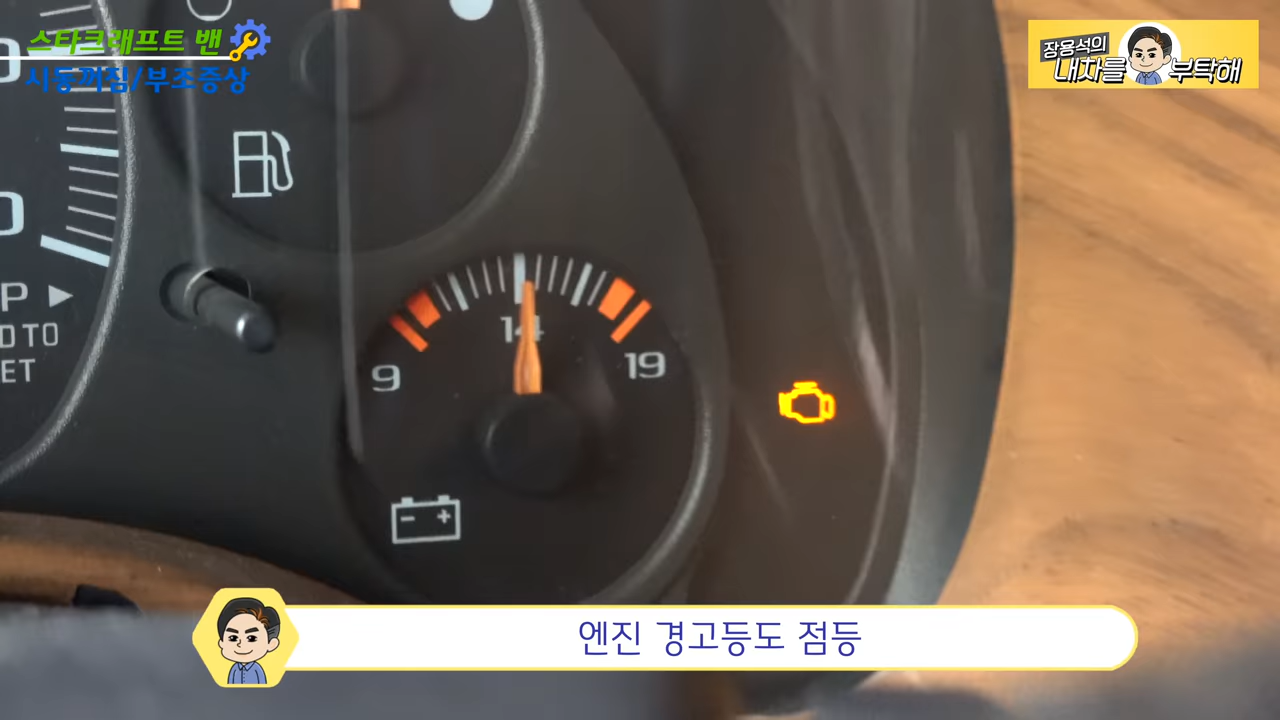 스타크래프트 밴
시동꺼짐/부조증상
장용석의
내차를 부탁해
P ▶
D TO
ET
9
14
19
- +
엔진 경고등도 점등